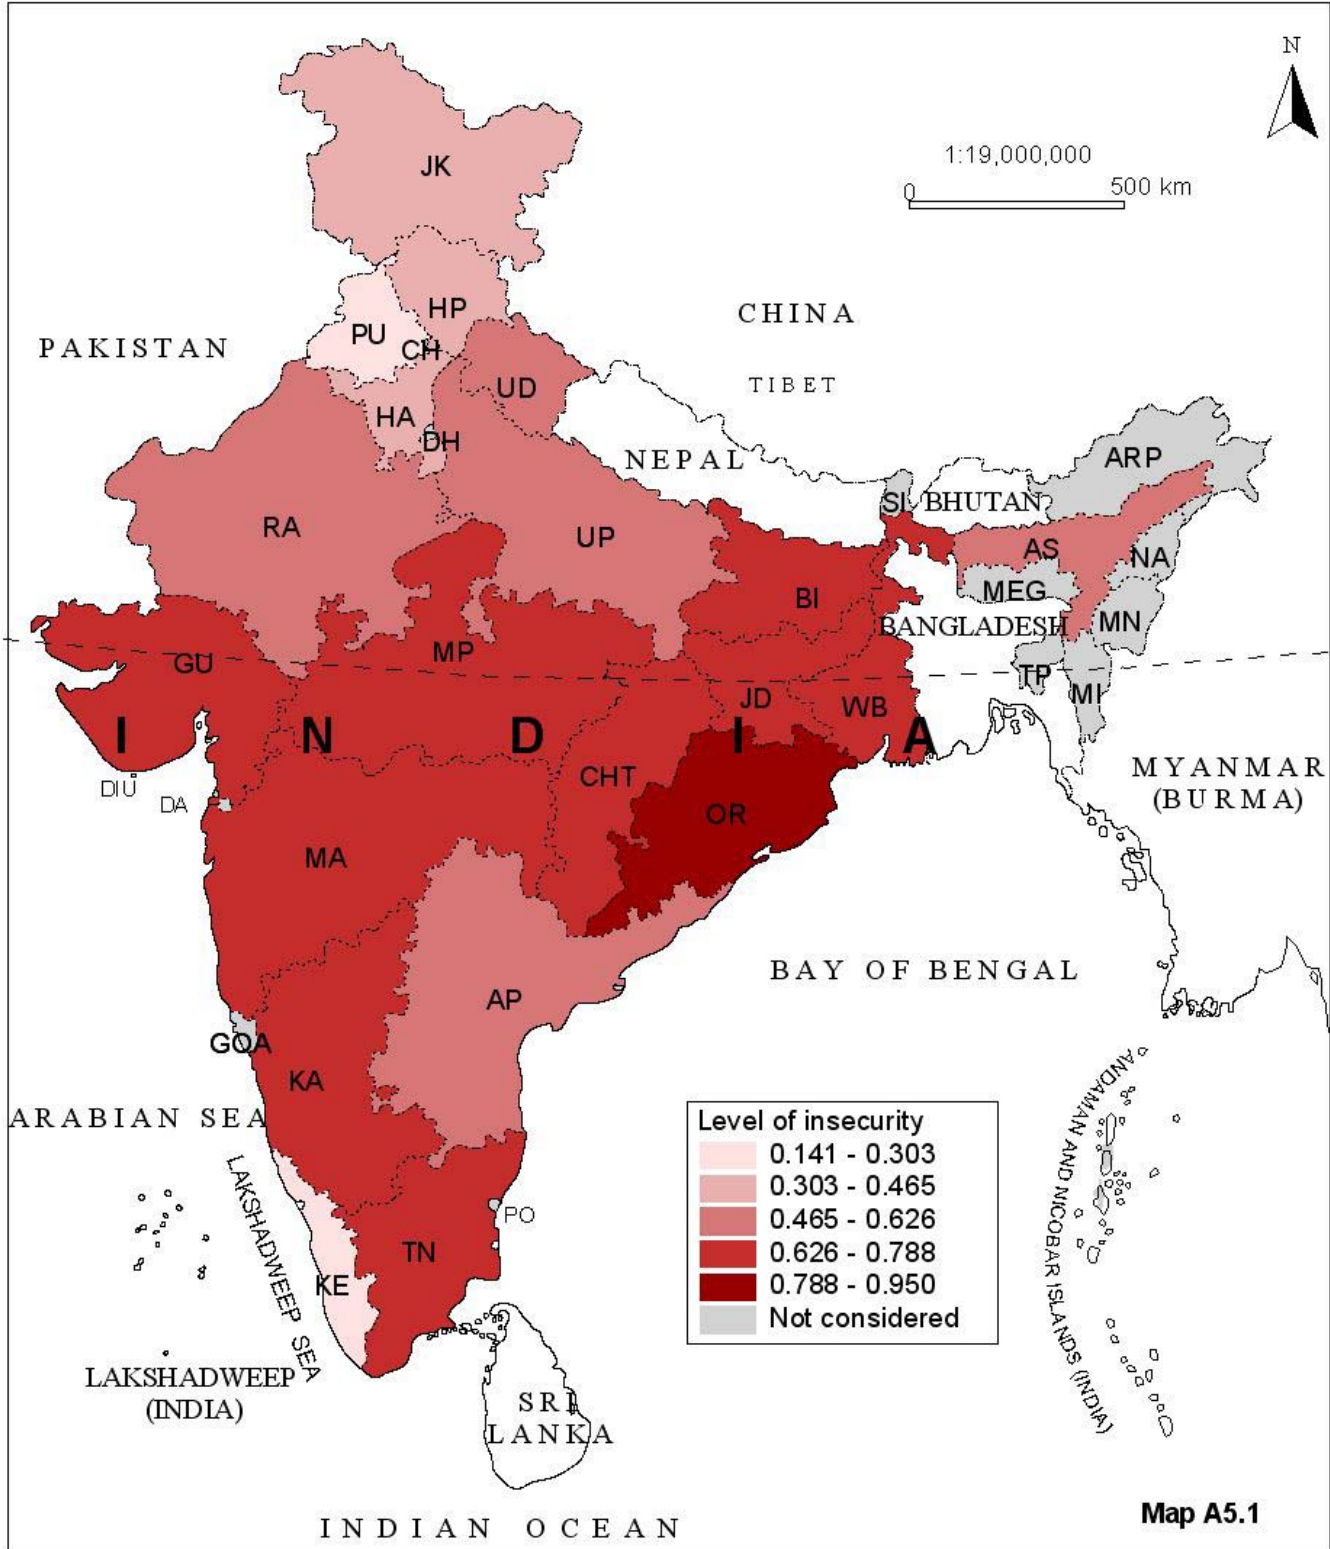 N
1:19,000,000
0 500 km
JK
HP
PU
CH
PAKISTAN
CHINA
TIBET
UD
HA
DH
NEPAL
ARP
SI
BHUTAN
RA
UP
AS
NA
MEG
BI
MN
BANGLADESH
GU
MP
TP
MI
JD
WB
I N D I A
CHT
DIU
DA
OR
MYANMAR
(BURMA)
MA
BAY OF BENGAL
AP
GOA
KA
ARABIAN SEA
ANDAMAN AND NICOBAR ISLANDS (INDIA)
LAKSHADWEEP SEA
PO
TN
KE
Level of insecurity
0.141 - 0.303
0.303 - 0.465
0.465 - 0.626
0.626 - 0.788
0.788 - 0.950
Not considered
LAKSHADWEEP
(INDIA)
SRI
LANKA
Map A5.1
INDIAN OCEAN